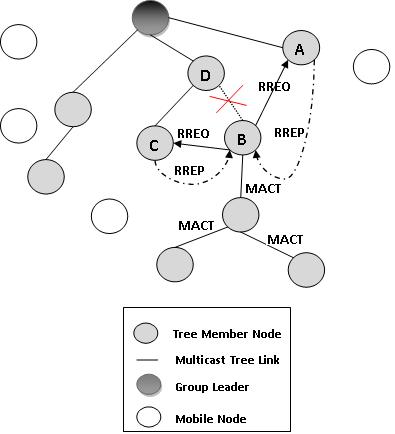 A
D
RREQ
B
RREQ
C
RREP
RREP
MACT
MACT
MACT
Tree Member Node
Multicast Tree Link
Group Leader
Mobile Node